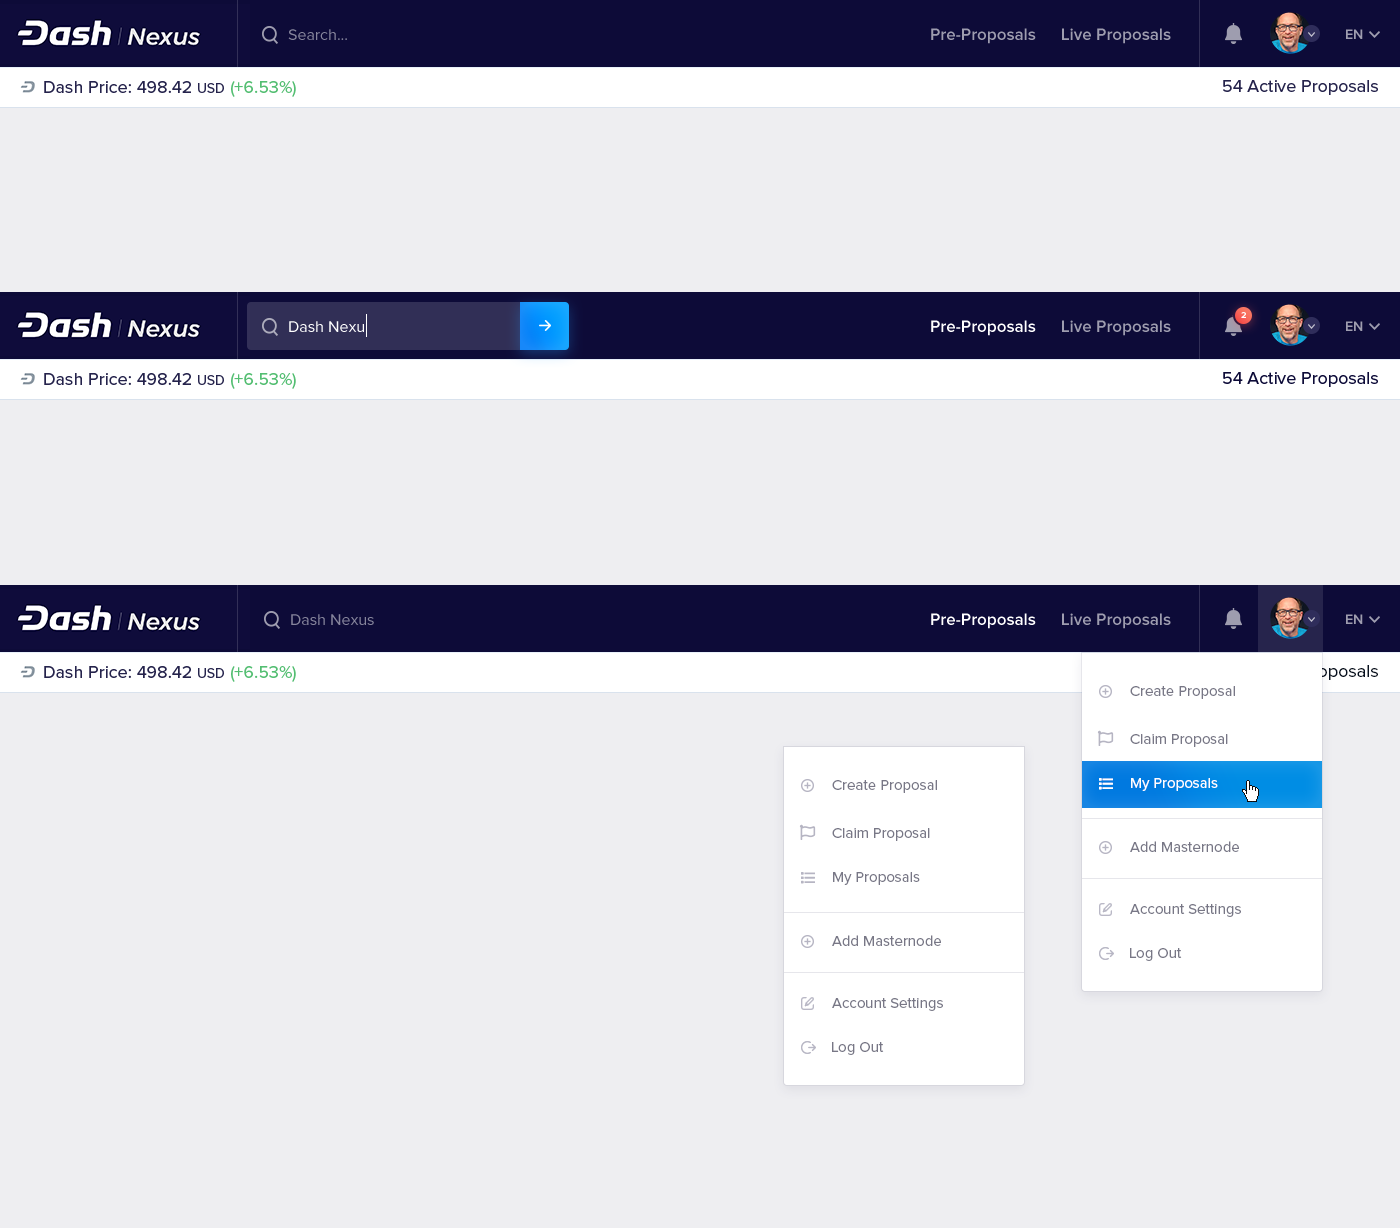 Dash Nexus
Search...
Pre-Proposals
Live Proposals
EN
Dash Price: 498.42 USD (+6.53%)
54 Active Proposals
Dash Nexus
Dash Nexu
Pre-Proposals
Live Proposals
2
EN
Dash Price: 498.42 USD (+6.53%)
54 Active Proposals
Dash Nexus
Dash Nexus
Pre-Proposals
Live Proposals
EN
Dash Price: 498.42 USD (+6.53%)
posals
Create Proposal
Claim Proposal
My Proposals
Add Masternode
Account Settings
Log Out
Create Proposal
Claim Proposal
My Proposals
Add Masternode
Account Settings
Log Out